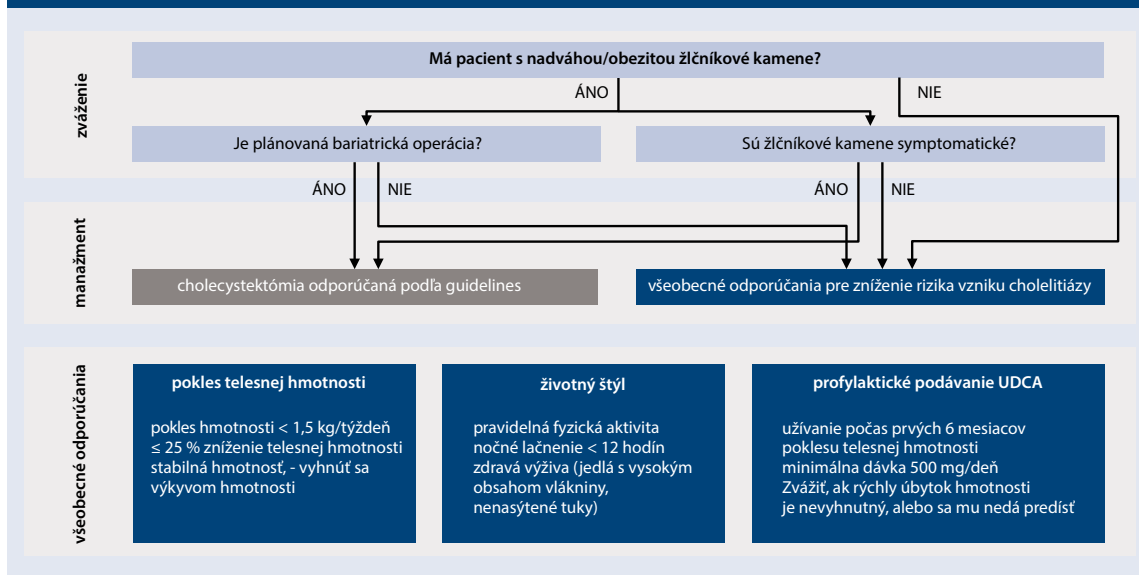 zváženie
Má pacient s nadváhou/obezitou žlčníkové kamene?
ÁNO
NIE
Je plánovaná bariatrická operácia?
Sú žlčníkové kamene symptomatické?
ÁNO
NIE
ÁNO
NIE
manažment
cholecystektómia odporúčaná podľa guidelines
všeobecné odporúčania pre zníženie rizika vzniku cholelitiázy
všeobecné odporúčania
pokles telesnej hmotnosti
pokles hmotnosti < 1,5 kg/týždeň
≤ 25 % zníženie telesnej hmotnosti
stabilná hmotnosť, - vyhnúť sa
výkyvom hmotnosti
životný štýl
pravidelná fyzická aktivita
nočné lačnenie < 12 hodín
zdravá výživa (jedlá s vysokým
obsahom vlákniny,
nenasýtené tuky)
profylaktické podávanie UDCA
užívanie počas prvých 6 mesiacov
poklesu telesnej hmotnosti
minimálna dávka 500 mg/deň
Zvážiť, ak rýchly úbytok hmotnosti
je nevyhnutný, alebo sa mu nedá predísť